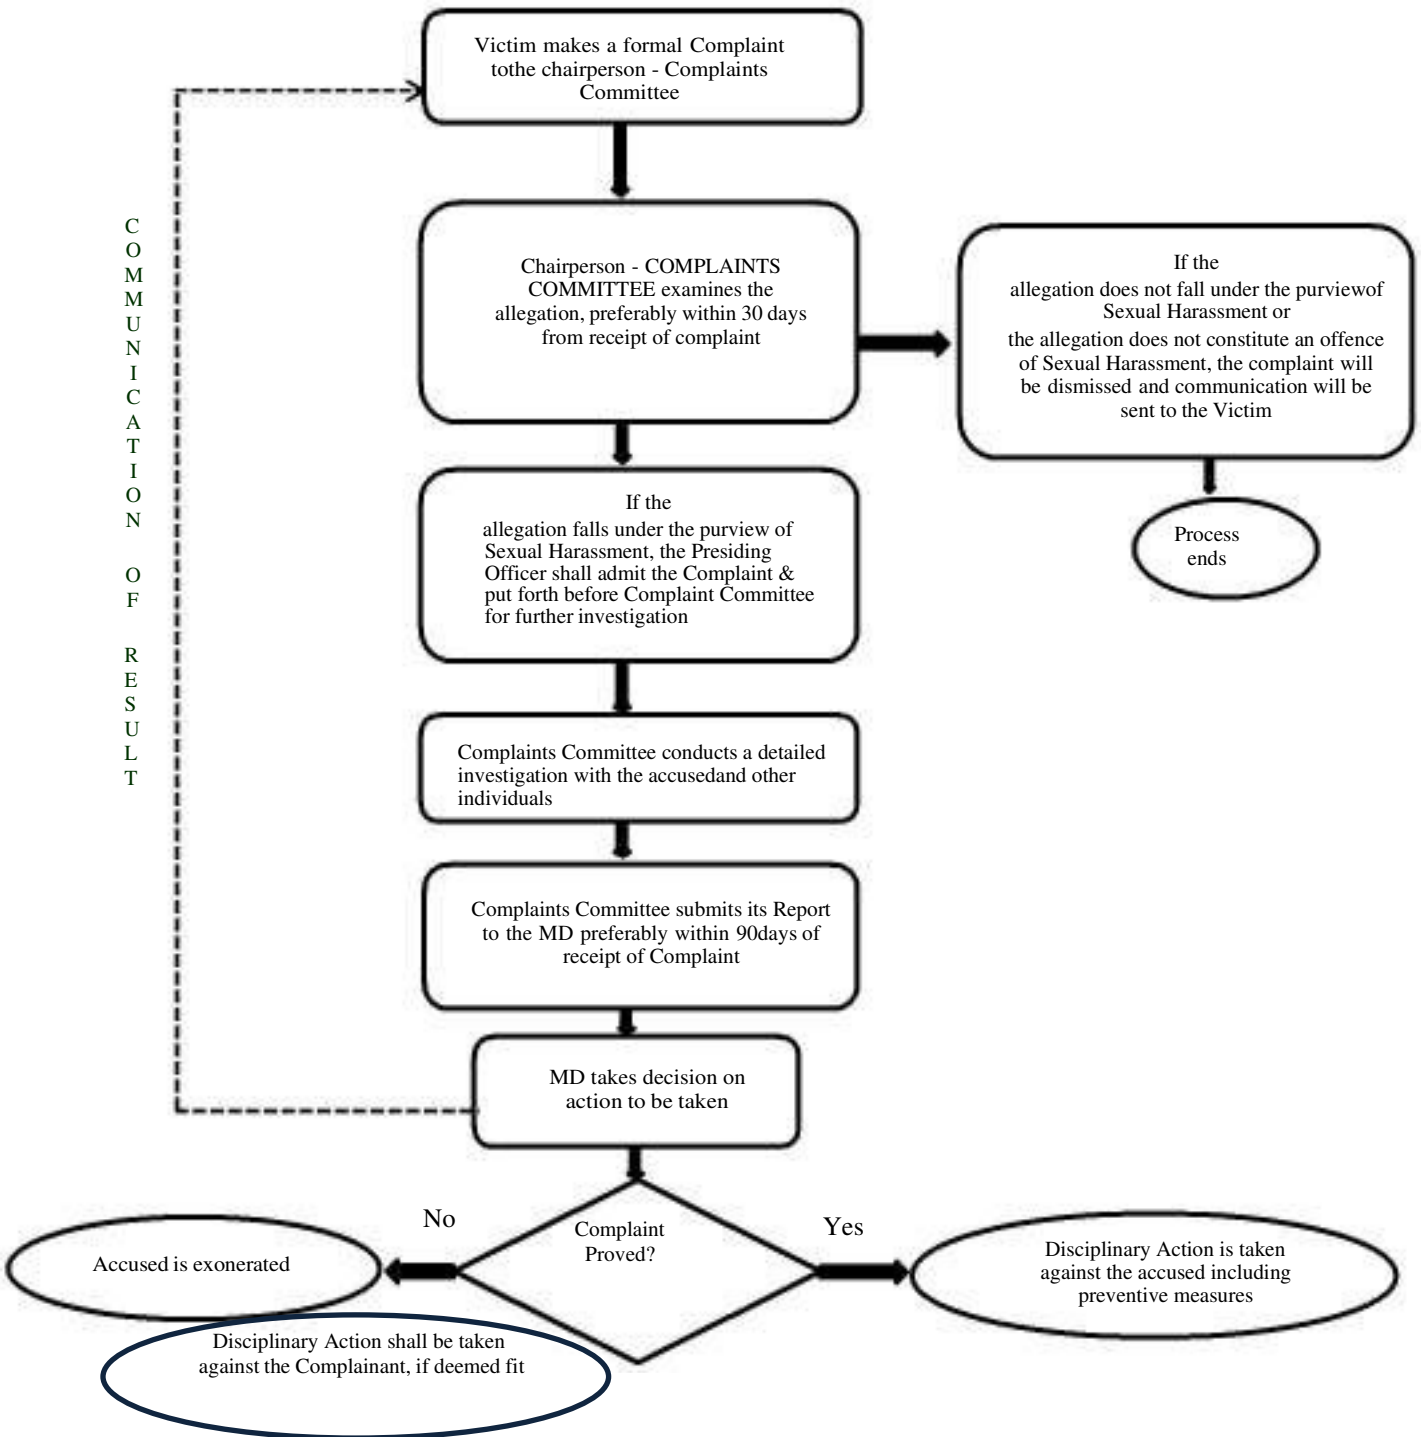 Victim makes a formal Complaint
tothe chairperson - Complaints
Committee
Chairperson - COMPLAINTS
COMMITTEE examines the
allegation, preferably within 30 days
from receipt of complaint
If the
allegation does not fall under the purviewof
Sexual Harassment or
the allegation does not constitute an offence
of Sexual Harassment, the complaint will
be dismissed and communication will be
sent to the Victim
Process
ends
If the
allegation falls under the purview of
Sexual Harassment, the Presiding
Officer shall admit the Complaint &
put forth before Complaint Committee
for further investigation
COMMUNICATION OF RESULT
Complaints Committee conducts a detailed
investigation with the accusedand other
individuals
Complaints Committee submits its Report
to the MD preferably within 90days of
receipt of Complaint
MD takes decision on
action to be taken
Complaint
Proved?
No
Yes
Accused is exonerated
Disciplinary Action is taken
against the accused including
preventive measures
Disciplinary Action shall be taken
against the Complainant, if deemed fit